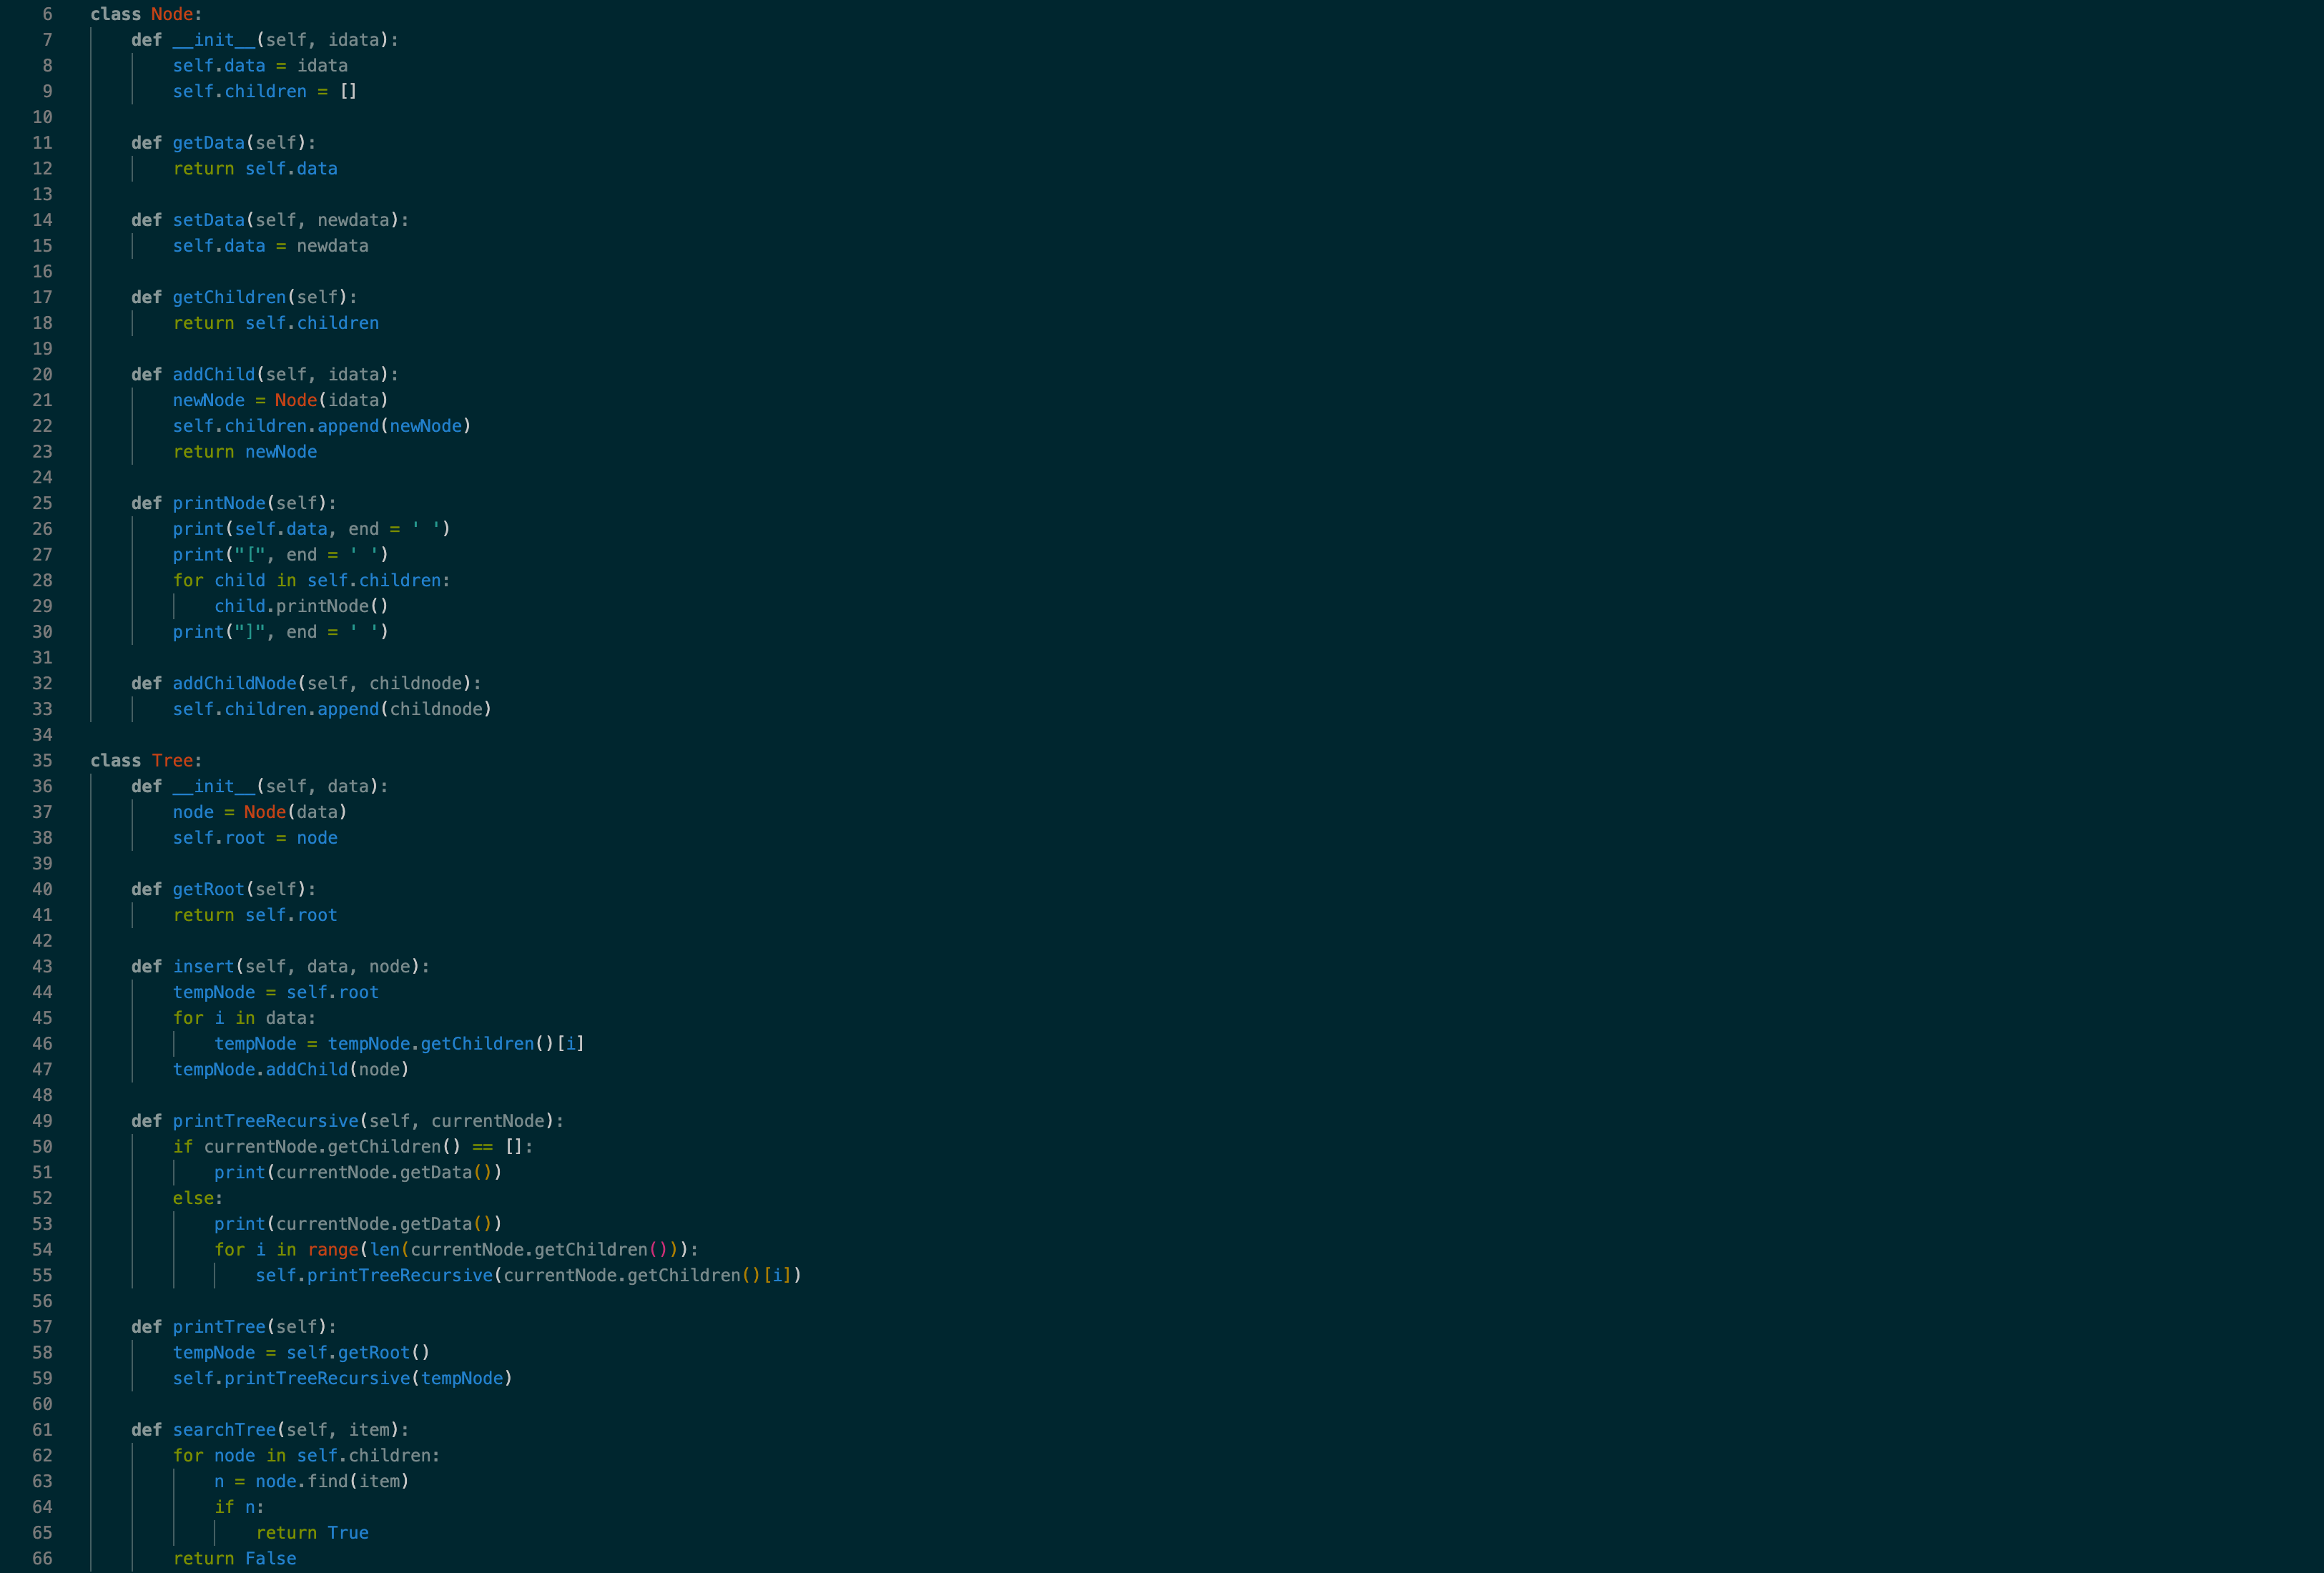 6 class Node:
7     def __init__(self, idata):
8         self.data = idata
9         self.children = []
10
11     def getData(self):
12         return self.data
13
14     def setData(self, newdata):
15         self.data = newdata
16
17     def getChildren(self):
18         return self.children
19
20     def addChild(self, idata):
21         newNode = Node(idata)
22         self.children.append(newNode)
23         return newNode
24
25     def printNode(self):
26         print(self.data, end = ' ')
27         print("[", end = ' ')
28         for child in self.children:
29             child.printNode()
30         print("]", end = ' ')
31
32     def addChildNode(self, childnode):
33         self.children.append(childnode)
34
35 class Tree:
36     def __init__(self, data):
37         node = Node(data)
38         self.root = node
39
40     def getRoot(self):
41         return self.root
42
43     def insert(self, data, node):
44         tempNode = self.root
45         for i in data:
46             tempNode = tempNode.getChildren()[i]
47         tempNode.addChild(node)
48
49     def printTreeRecursive(self, currentNode):
50         if currentNode.getChildren() == []:
51             print(currentNode.getData())
52         else:
53             print(currentNode.getData())
54             for i in range(len(currentNode.getChildren())):
55                 self.printTreeRecursive(currentNode.getChildren()[i])
56
57     def printTree(self):
58         tempNode = self.getRoot()
59         self.printTreeRecursive(tempNode)
60
61     def searchTree(self, item):
62         for node in self.children:
63             n = node.find(item)
64             if n:
65                 return True
66         return False